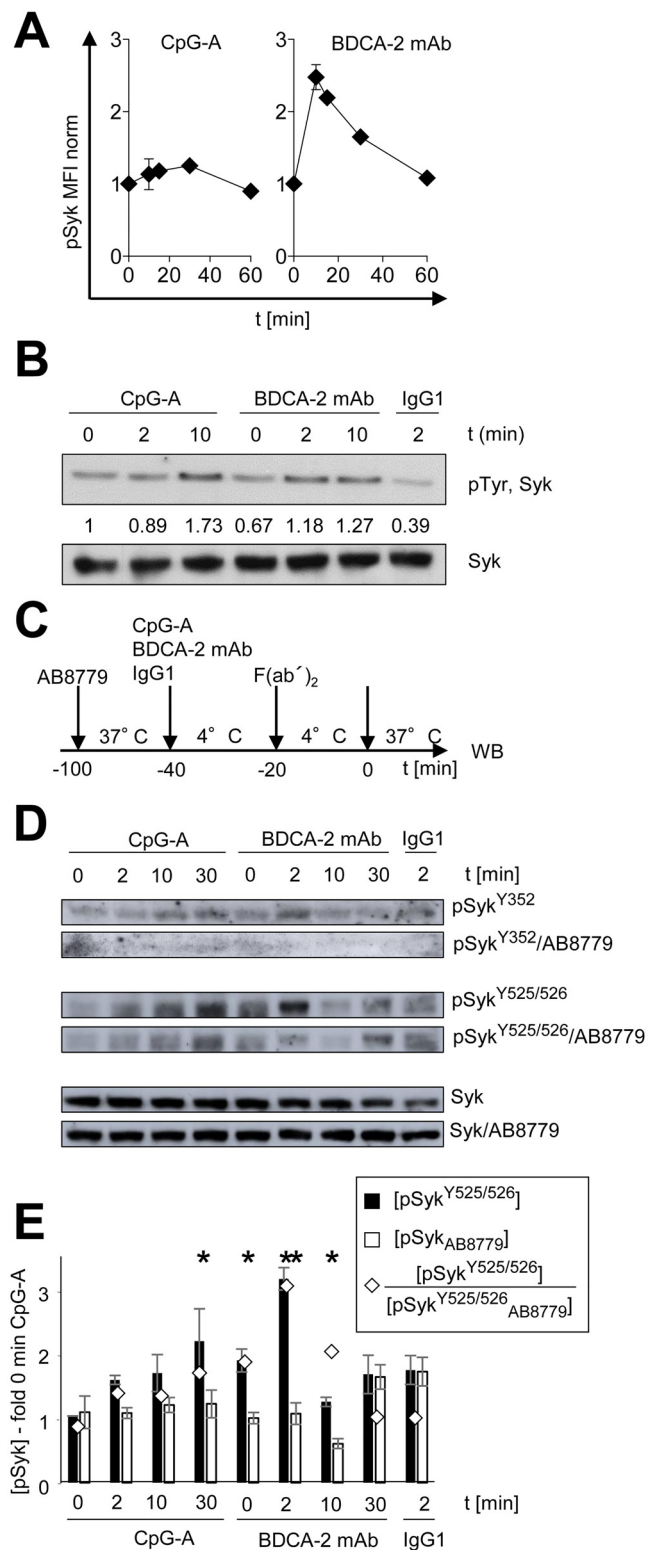 A
CpG-A BDCA-2 mAb
3 3
2 2
1 1
0 0
pSyk MFI norm
0 20 40 60 0 20 40 60
t [min]
B
CpG-A BDCA-2 mAb IgG1
0 2 10 0 2 10 2 t (min)
pTyr, Syk
1 0.89 1.73 0.67 1.18 1.27 0.39
Syk
C
CpG-A
BDCA-2 mAb
AB8779 IgG1 F(ab´)2
37° C 4° C 4° C 37° C
WB
-100 -40 -20 0 t [min]
D
CpG-A BDCA-2 mAb IgG1
0 2 10 30 0 2 10 30 2 t [min]
pSykY352
pSykY352/AB8779
pSykY525/526
pSykY525/526/AB8779
Syk
Syk/AB8779
E
[pSykY525/526]
[pSykAB8779]
[pSykY525/526]
[pSykY525/526AB8779]
* * ** *
3
2
1
0
[pSyk] - fold 0 min CpG-A
0 2 10 30 0 2 10 30 2 t [min]
CpG-A BDCA-2 mAb IgG1